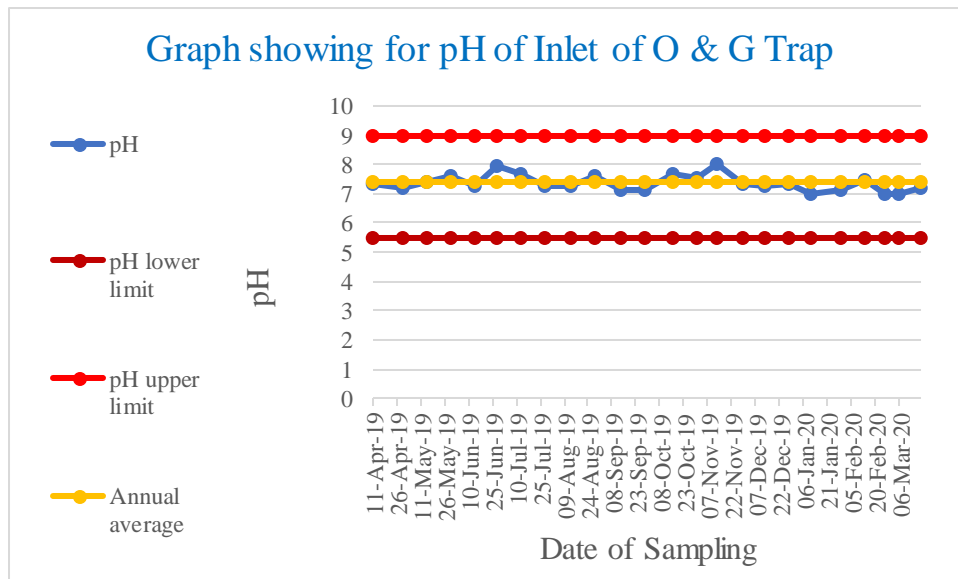 Graph showing for pH of Inlet of O & G Trap
pH
pH lower
limit
pH upper
limit
Annual
average
pH
10
9
8
7
6
5
4
3
2
1
0
11-Apr-19
26-Apr-19
11-May-19
26-May-19
10-Jun-19
25-Jun-19
10-Jul-19
25-Jul-19
09-Aug-19
24-Aug-19
08-Sep-19
23-Sep-19
08-Oct-19
23-Oct-19
07-Nov-19
22-Nov-19
07-Dec-19
22-Dec-19
06-Jan-20
21-Jan-20
05-Feb-20
20-Feb-20
06-Mar-20
Date of Sampling